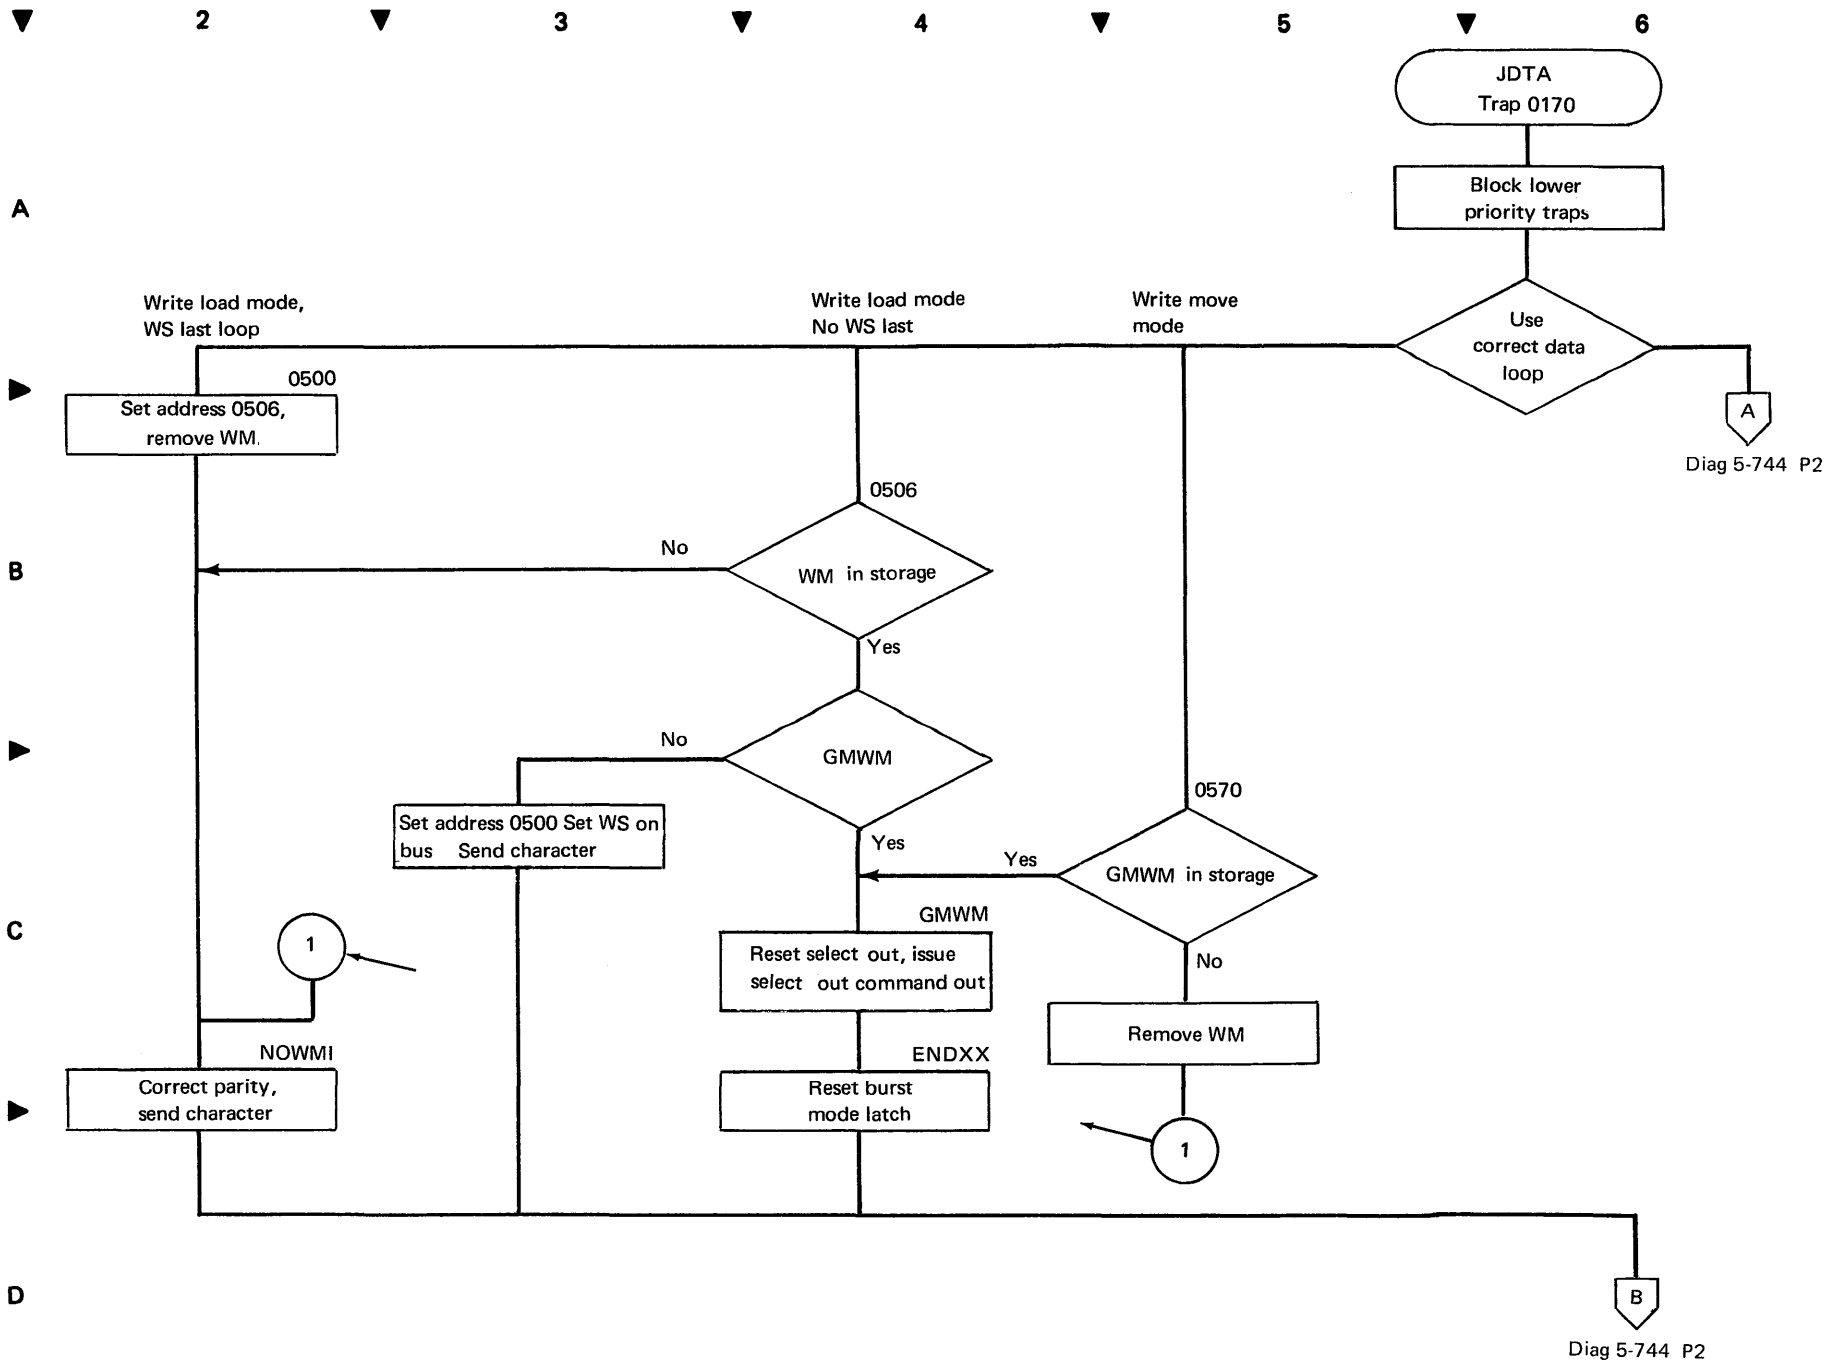 2 3 4 5 6
JDTA
Trap 0170
A
Block lower
priority traps
Write load mode,
WS last loop
Write load mode
No WS last
Write move
mode
Use
correct data
loop
0500
Set address 0506,
remove WM.
A
Diag 5-744 P2
0506
B
No
WM in storage
Yes
No
GMWM
0570
Set address 0500 Set WS on
bus Send character
Yes
Yes
GMWM in storage
C
1
GMWM
Reset select out, issue
select out command out
No
NOWMI
Correct parity,
send character
ENDXX
Reset burst
mode latch
Remove WM
1
D
B
Diag 5-744 P2